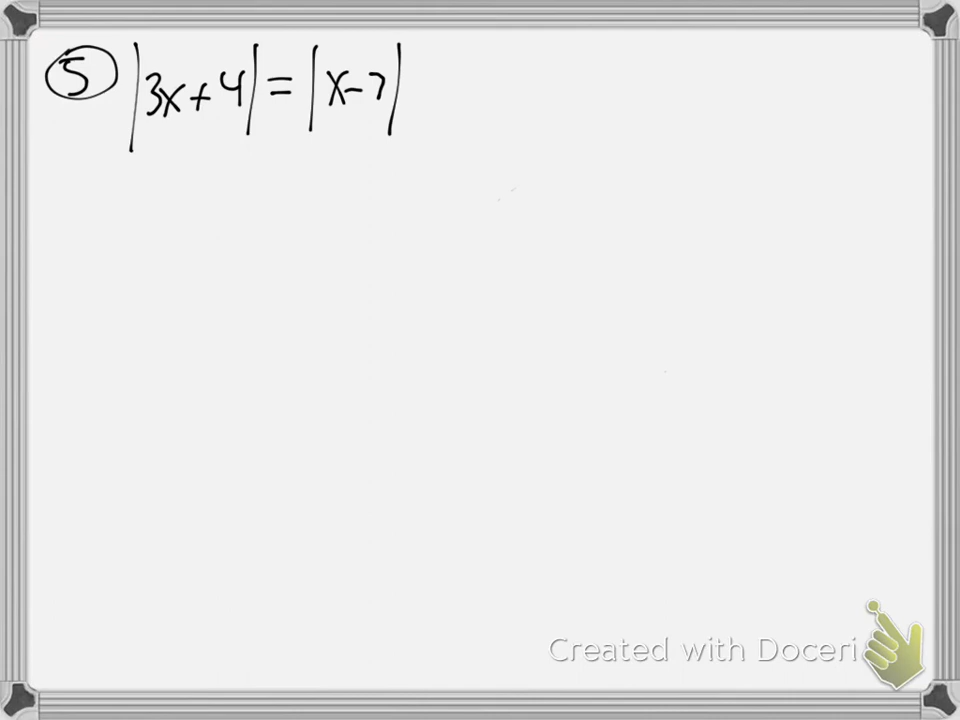 5 |3x+4| = |x-7|
Created with Doceri